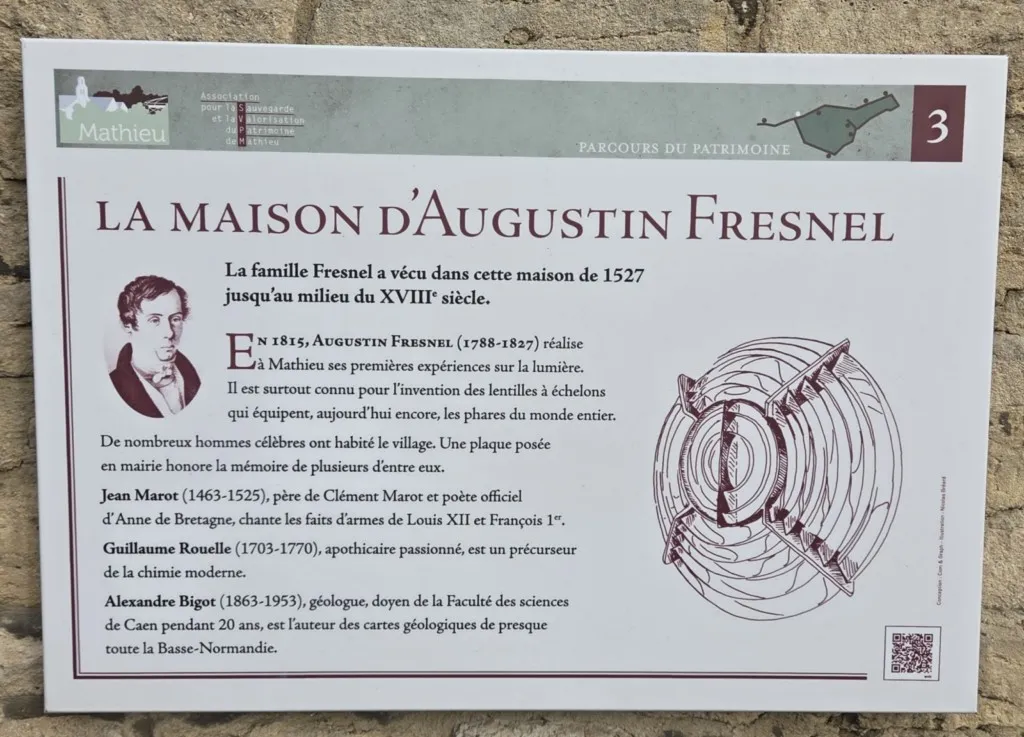 Mathieu
Association
pour la Sauvegarde
et la Valorisation
du Patrimoine
de Mathieu
PARCOURS DU PATRIMOINE
3
LA MAISON D'AUGUSTIN FRESNEL
La famille Fresnel a vécu dans cette maison de 1527
jusqu'au milieu du XVIIIe siècle.
EN 1815, AUGUSTIN FRESNEL (1788-1827) réalise
à Mathieu ses premières expériences sur la lumière.
Il est surtout connu pour l'invention des lentilles à échelons
qui équipent, aujourd'hui encore, les phares du monde entier.
De nombreux hommes célèbres ont habité le village. Une plaque posée
en mairie honore la mémoire de plusieurs d'entre eux.
Jean Marot (1463-1525), père de Clément Marot et poète officiel
d'Anne de Bretagne, chante les faits d'armes de Louis XII et François 1er.
Guillaume Rouelle (1703-1770), apothicaire passionné, est un précurseur
de la chimie moderne.
Alexandre Bigot (1863-1953), géologue, doyen de la Faculté des sciences
de Caen pendant 20 ans, est l'auteur des cartes géologiques de presque
toute la Basse-Normandie.
Conception : Com & Graph - Illustration : Nicolas Bréard